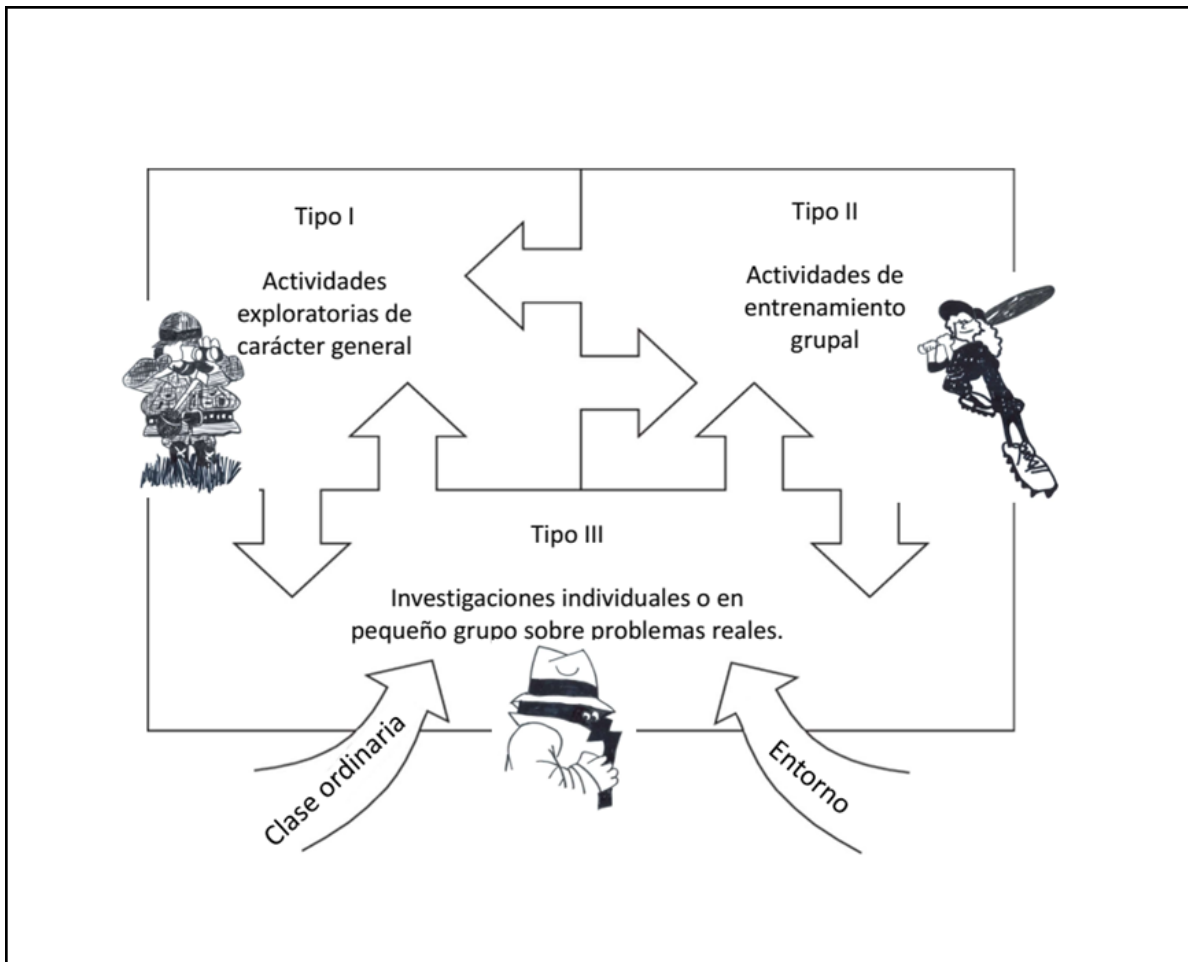 Tipo I
Actividades
exploratorias de
carácter general
Tipo II
Actividades de
entrenamiento
grupal
Tipo III
Investigaciones individuales o en
pequeño grupo sobre problemas reales.
Clase ordinaria
Entorno